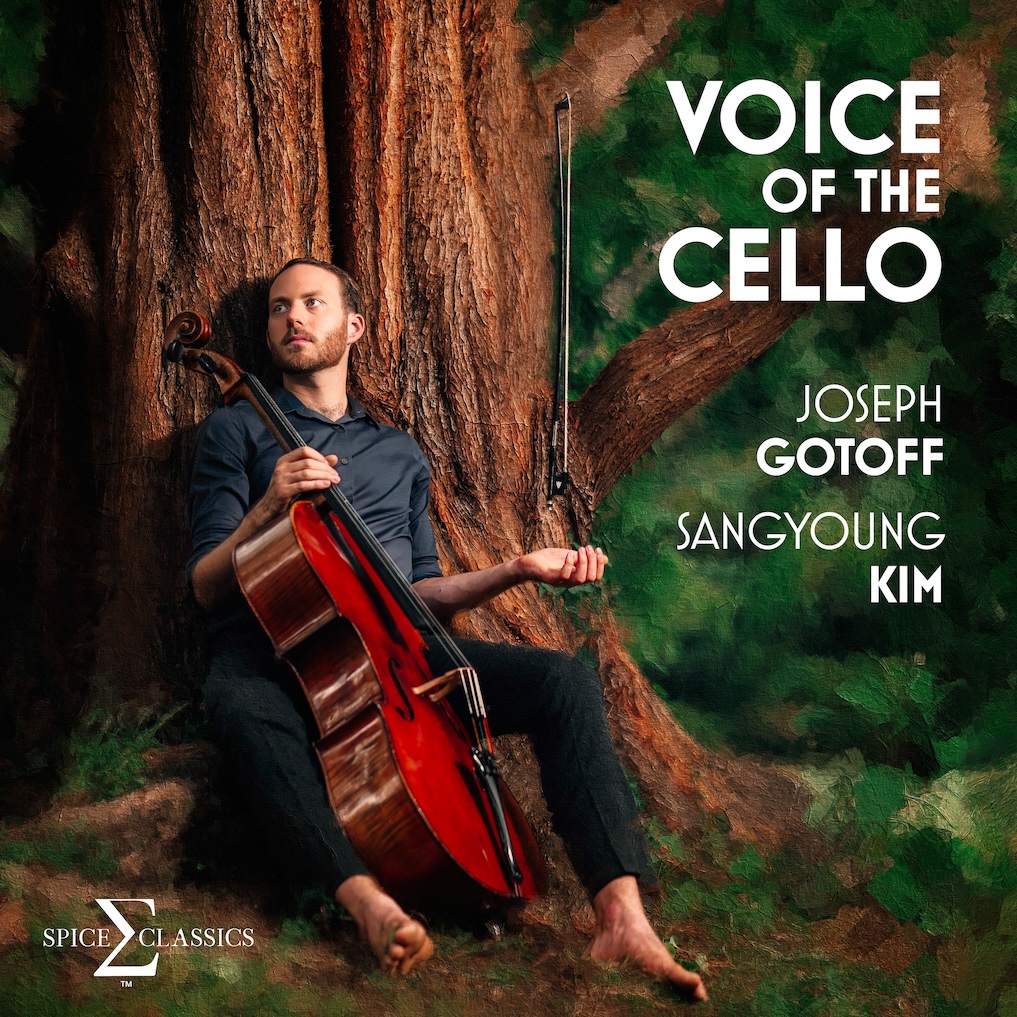 VOICE
OF THE
CELLO
JOSEPH
GOTOFF
SANGYOUNG
KIM
SPICE Σ CLASSICS
™